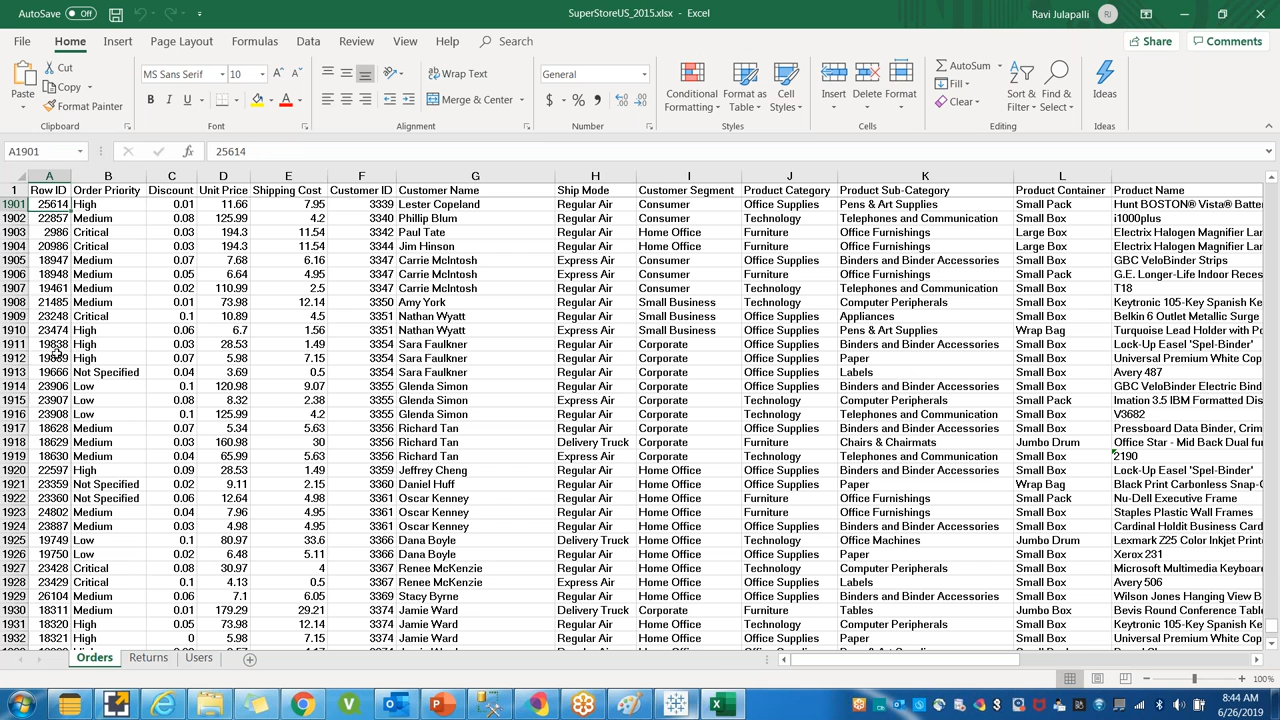 AutoSave Off SuperStoreUS_2015.xlsx - Excel Ravi Julapalli RJ
File Home Insert Page Layout Formulas Data Review View Help Search Share Comments
Paste Cut Copy Format Painter MS Sans Serif 10 Wrap Text Merge & Center General Conditional Formatting Format as Table Cell Styles Insert Delete Format AutoSum Fill Clear Sort & Filter Find & Select Ideas
Clipboard Font Alignment Number Styles Cells Editing Ideas
A1901 fx 25614
A B C D E F G H I J K L
1 Row ID Order Priority Discount Unit Price Shipping Cost Customer ID Customer Name Ship Mode Customer Segment Product Category Product Sub-Category Product Container Product Name
1901 25614 High 0.01 11.66 7.95 3339 Lester Copeland Regular Air Consumer Office Supplies Pens & Art Supplies Small Pack Hunt BOSTON® Vista® Batte
1902 22857 Medium 0.08 125.99 4.2 3340 Phillip Blum Regular Air Consumer Technology Telephones and Communication Small Box i1000plus
1903 2986 Critical 0.03 194.3 11.54 3342 Paul Tate Regular Air Home Office Furniture Office Furnishings Large Box Electrix Halogen Magnifier Lar
1904 20986 Critical 0.03 194.3 11.54 3344 Jim Hinson Regular Air Home Office Furniture Office Furnishings Large Box Electrix Halogen Magnifier Lar
1905 18947 Medium 0.07 7.68 6.16 3347 Carrie McIntosh Express Air Consumer Office Supplies Binders and Binder Accessories Small Box GBC VeloBinder Strips
1906 18948 Medium 0.05 6.64 4.95 3347 Carrie McIntosh Express Air Consumer Furniture Office Furnishings Small Pack G.E. Longer-Life Indoor Reces
1907 19461 Medium 0.02 110.99 2.5 3347 Carrie McIntosh Regular Air Consumer Technology Telephones and Communication Small Box T18
1908 21485 Medium 0.04 73.98 12.14 3350 Amy York Regular Air Small Business Technology Computer Peripherals Small Box Keytronic 105-Key Spanish Ke
1909 23248 Critical 0.1 10.89 4.5 3351 Nathan Wyatt Regular Air Small Business Office Supplies Appliances Small Box Belkin 6 Outlet Metallic Surge
1910 23474 High 0.06 6.7 1.56 3351 Nathan Wyatt Express Air Small Business Office Supplies Pens & Art Supplies Wrap Bag Turquoise Lead Holder with Po
1911 19838 High 0.03 28.53 1.49 3354 Sara Faulkner Regular Air Corporate Office Supplies Binders and Binder Accessories Small Box Lock-Up Easel 'Spel-Binder'
1912 High 0.07 5.98 7.15 3354 Sara Faulkner Regular Air Corporate Office Supplies Paper Small Box Universal Premium White Cop
1913 19666 Not Specified 0.04 3.69 0.5 3354 Sara Faulkner Regular Air Corporate Office Supplies Labels Small Box Avery 487
1914 23906 Low 0.1 120.98 9.07 3355 Glenda Simon Regular Air Corporate Office Supplies Binders and Binder Accessories Small Box GBC VeloBinder Electric Bind
1915 23907 Low 0.08 8.32 2.38 3355 Glenda Simon Express Air Corporate Technology Computer Peripherals Small Pack Imation 3.5 IBM Formatted Dis
1916 23908 Low 0.1 125.99 4.2 3355 Glenda Simon Regular Air Corporate Technology Telephones and Communication Small Box V3682
1917 18628 Medium 0.07 5.34 5.63 3356 Richard Tan Regular Air Corporate Office Supplies Binders and Binder Accessories Small Box Pressboard Data Binder, Crim
1918 18629 Medium 0.03 160.98 30 3356 Richard Tan Delivery Truck Corporate Furniture Chairs & Chairmats Jumbo Drum Office Star - Mid Back Dual fun
1919 18630 Medium 0.04 65.99 5.63 3356 Richard Tan Express Air Corporate Technology Telephones and Communication Small Box 2190
1920 22597 High 0.09 28.53 1.49 3359 Jeffrey Cheng Regular Air Home Office Office Supplies Binders and Binder Accessories Small Box Lock-Up Easel 'Spel-Binder'
1921 23359 Not Specified 0.02 9.11 2.15 3360 Daniel Huff Regular Air Home Office Office Supplies Paper Wrap Bag Black Print Carbonless Snap-O
1922 23360 Not Specified 0.06 12.64 4.98 3361 Oscar Kenney Regular Air Home Office Furniture Office Furnishings Small Pack Nu-Dell Executive Frame
1923 24802 Medium 0.04 7.96 4.95 3361 Oscar Kenney Regular Air Home Office Furniture Office Furnishings Small Box Staples Plastic Wall Frames
1924 23887 Medium 0.03 4.98 4.95 3361 Oscar Kenney Regular Air Home Office Office Supplies Binders and Binder Accessories Small Box Cardinal Holdit Business Card
1925 19749 Low 0.1 80.97 33.6 3366 Dana Boyle Delivery Truck Home Office Technology Office Machines Jumbo Drum Lexmark Z25 Color Inkjet Print
1926 19750 Low 0.02 6.48 5.11 3366 Dana Boyle Regular Air Home Office Office Supplies Paper Small Box Xerox 231
1927 23428 Critical 0.08 30.97 4 3367 Renee McKenzie Regular Air Home Office Technology Computer Peripherals Small Box Microsoft Multimedia Keyboard
1928 23429 Critical 0.1 4.13 0.5 3367 Renee McKenzie Express Air Home Office Office Supplies Labels Small Box Avery 506
1929 26104 Medium 0.06 7.1 6.05 3369 Stacy Byrne Regular Air Home Office Office Supplies Binders and Binder Accessories Small Box Wilson Jones Hanging View B
1930 18311 Medium 0.01 179.29 29.21 3374 Jamie Ward Delivery Truck Corporate Furniture Tables Jumbo Box Bevis Round Conference Tabl
1931 18320 High 0.05 73.98 12.14 3374 Jamie Ward Regular Air Home Office Technology Computer Peripherals Small Box Keytronic 105-Key Spanish Ke
1932 18321 High 0 5.98 7.15 3374 Jamie Ward Regular Air Home Office Office Supplies Paper Small Box Universal Premium White Cop
Orders Returns Users
100%
8:44 AM
6/26/2019